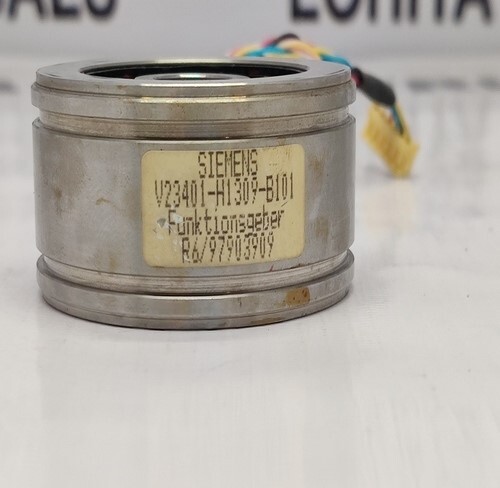 SIEMENS
V23401-H1309-B101
Funktionsgeber
R6/97903909